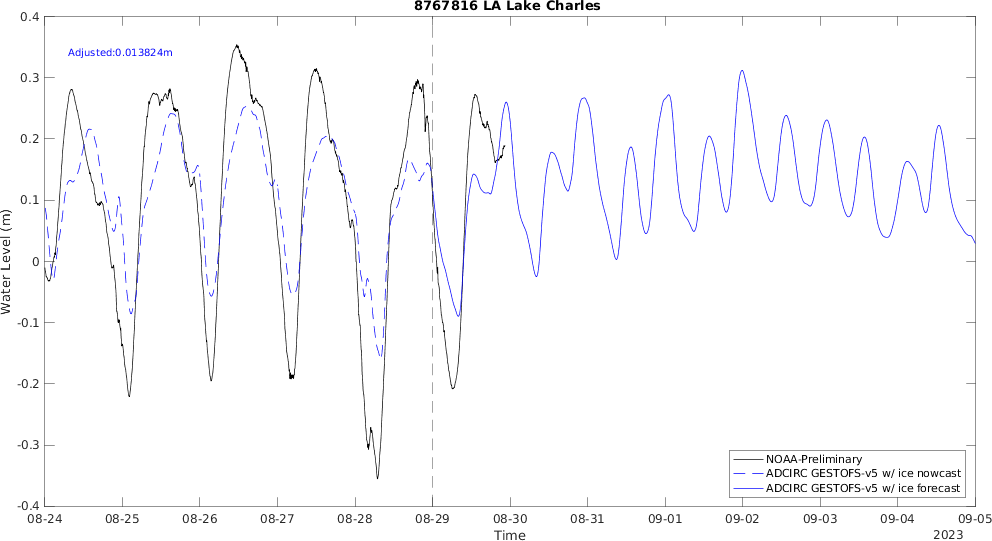 8767816 LA Lake Charles
Adjusted:0.013824m
Water Level (m)
0.4
0.3
0.2
0.1
0
-0.1
-0.2
-0.3
-0.4
NOAA-Preliminary
ADCIRC GESTOFS-v5 w/ ice nowcast
ADCIRC GESTOFS-v5 w/ ice forecast
08-24 08-25 08-26 08-27 08-28 08-29 08-30 08-31 09-01 09-02 09-03 09-04 09-05
Time
2023